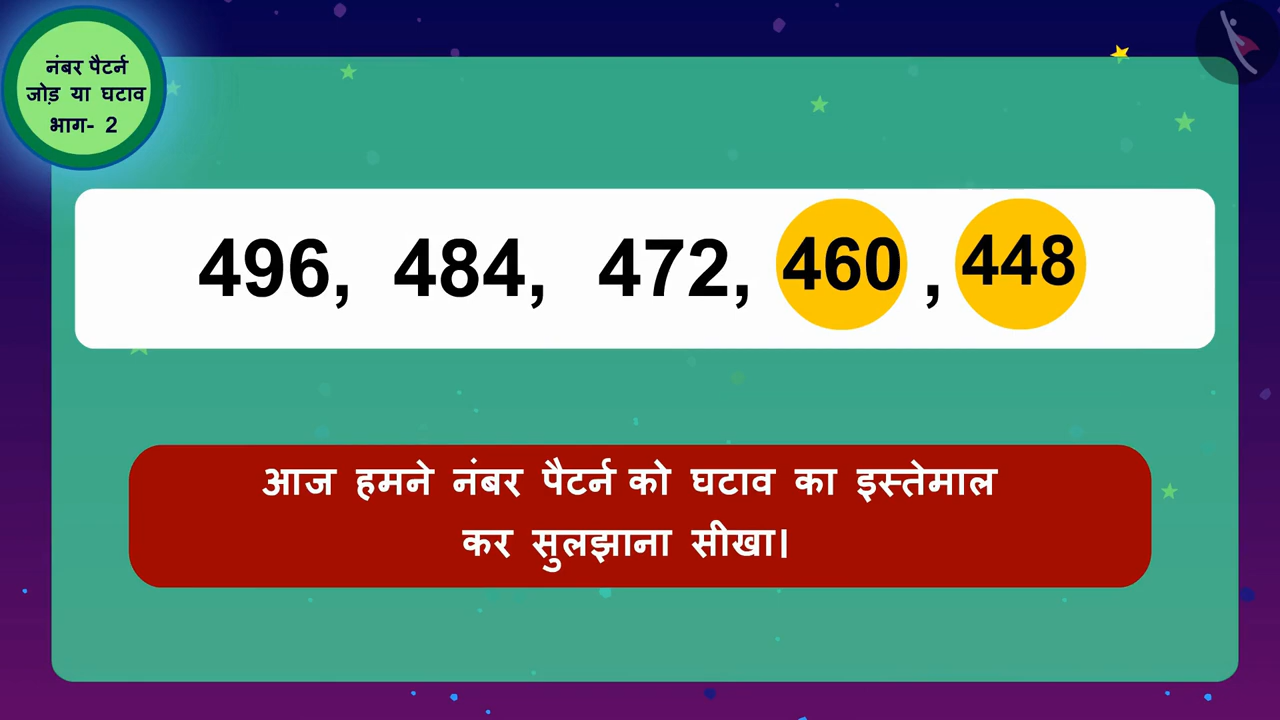 नंबर पैटर्न
जोड़ या घटाव
भाग- 2
496, 484, 472, 460 , 448
आज हमने नंबर पैटर्न को घटाव का इस्तेमाल
कर सुलझाना सीखा।